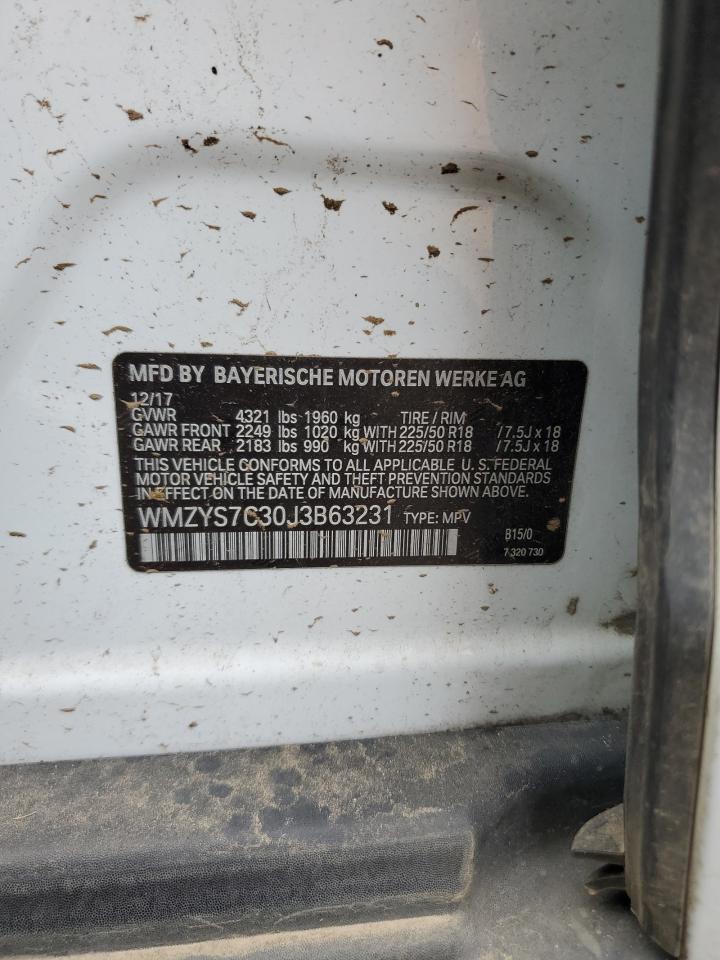 MFD BY BAYERISCHE MOTOREN WERKE AG
12/17
GVWR 4321 lbs 1960 kg TIRE / RIM
GAWR FRONT 2249 lbs 1020 kg WITH 225/50 R18 /7.5J x 18
GAWR REAR 2183 lbs 990 kg WITH 225/50 R18 /7.5J x 18
THIS VEHICLE CONFORMS TO ALL APPLICABLE U.S. FEDERAL
MOTOR VEHICLE SAFETY AND THEFT PREVENTION STANDARDS
IN EFFECT ON DATE OF MANUFACTURE SHOWN ABOVE.
WMZYS7C30J3B63231 TYPE: MPV
B15/0
7 320 730